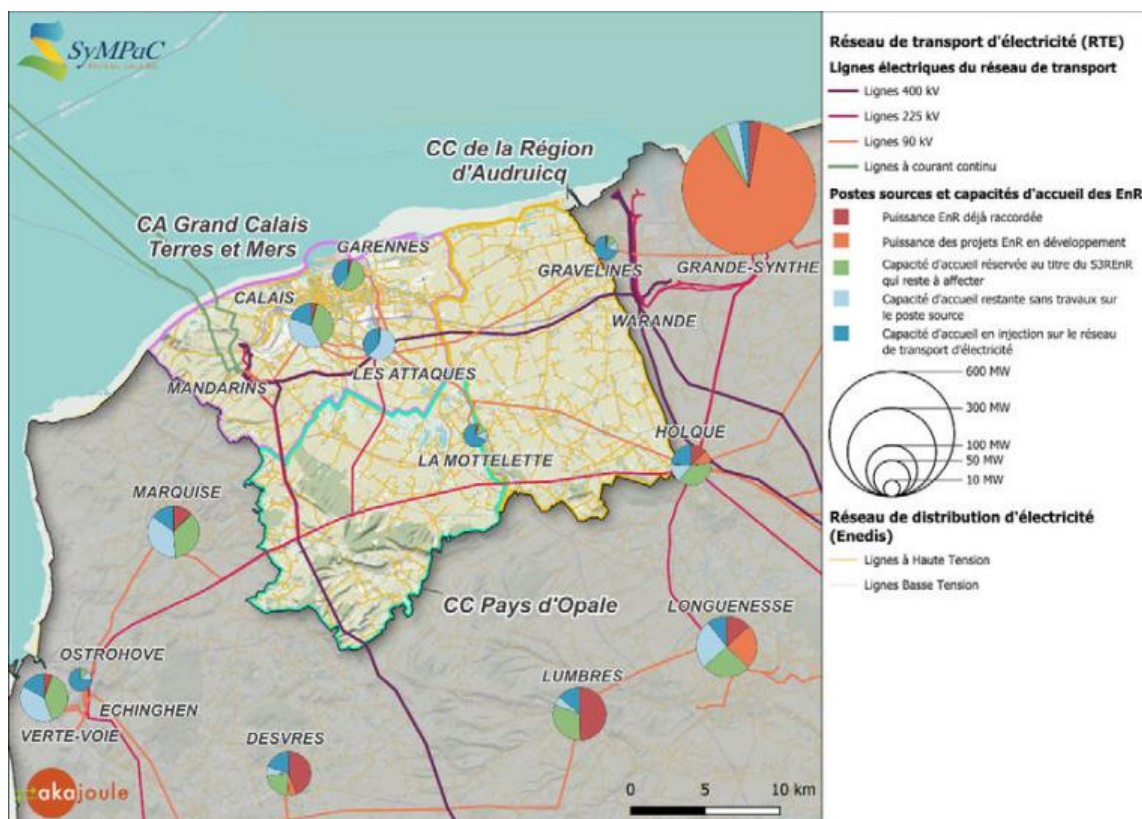 SyMPaC
CC de la Région
d'Audruicq
CA Grand Calais
Terres et Mers
GARENNES
CALAIS
GRAVELINES
GRANDE-SYNTHE
WARANDE
MANDARINS
LES ATTAQUES
HOLQUE
LA MOTTELETTE
MARQUISE
CC Pays d'Opale
LONGUENESSE
OSTROHOVE
LUMBRES
ECHINGHEN
VERTE-VOIE
DESVRES
akajoule
0 5 10 km
Réseau de transport d'électricité (RTE)
Lignes électriques du réseau de transport
Lignes 400 kV
Lignes 225 kV
Lignes 90 kV
Lignes à courant continu
Postes sources et capacités d'accueil des EnR
Puissance EnR déjà raccordée
Puissance des projets EnR en développement
Capacité d'accueil réservée au titre du S3REnR
qui reste à affecter
Capacité d'accueil restante sans travaux sur
le poste source
Capacité d'accueil en injection sur le réseau
de transport d'électricité
600 MW
300 MW
100 MW
50 MW
10 MW
Réseau de distribution d'électricité
(Enedis)
Lignes à Haute Tension
Lignes Basse Tension